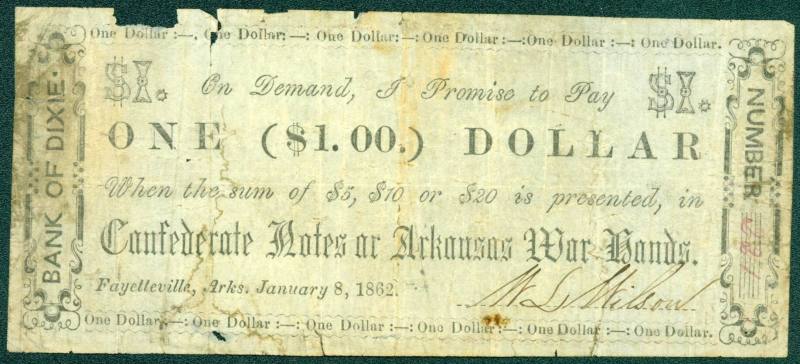 One Dollar :—: One Dollar: —: One Dollar:—: One Dollar: :—:One Dollar: :—: One Dollar.
$1. On Demand, I Promise to Pay $1.
ONE ($1.00.) DOLLAR
When the sum of $5, $10 or $20 is presented, in
Confederate Notes or Arkansas War Bonds.
Fayetteville, Arks. January 8, 1862.
W L Wilson
One Dollar :—: One Dollar :—: One Dollar :—: One Dollar :—: One Dollar :—: One Dollar.
BANK OF DIXIE.
NUMBER